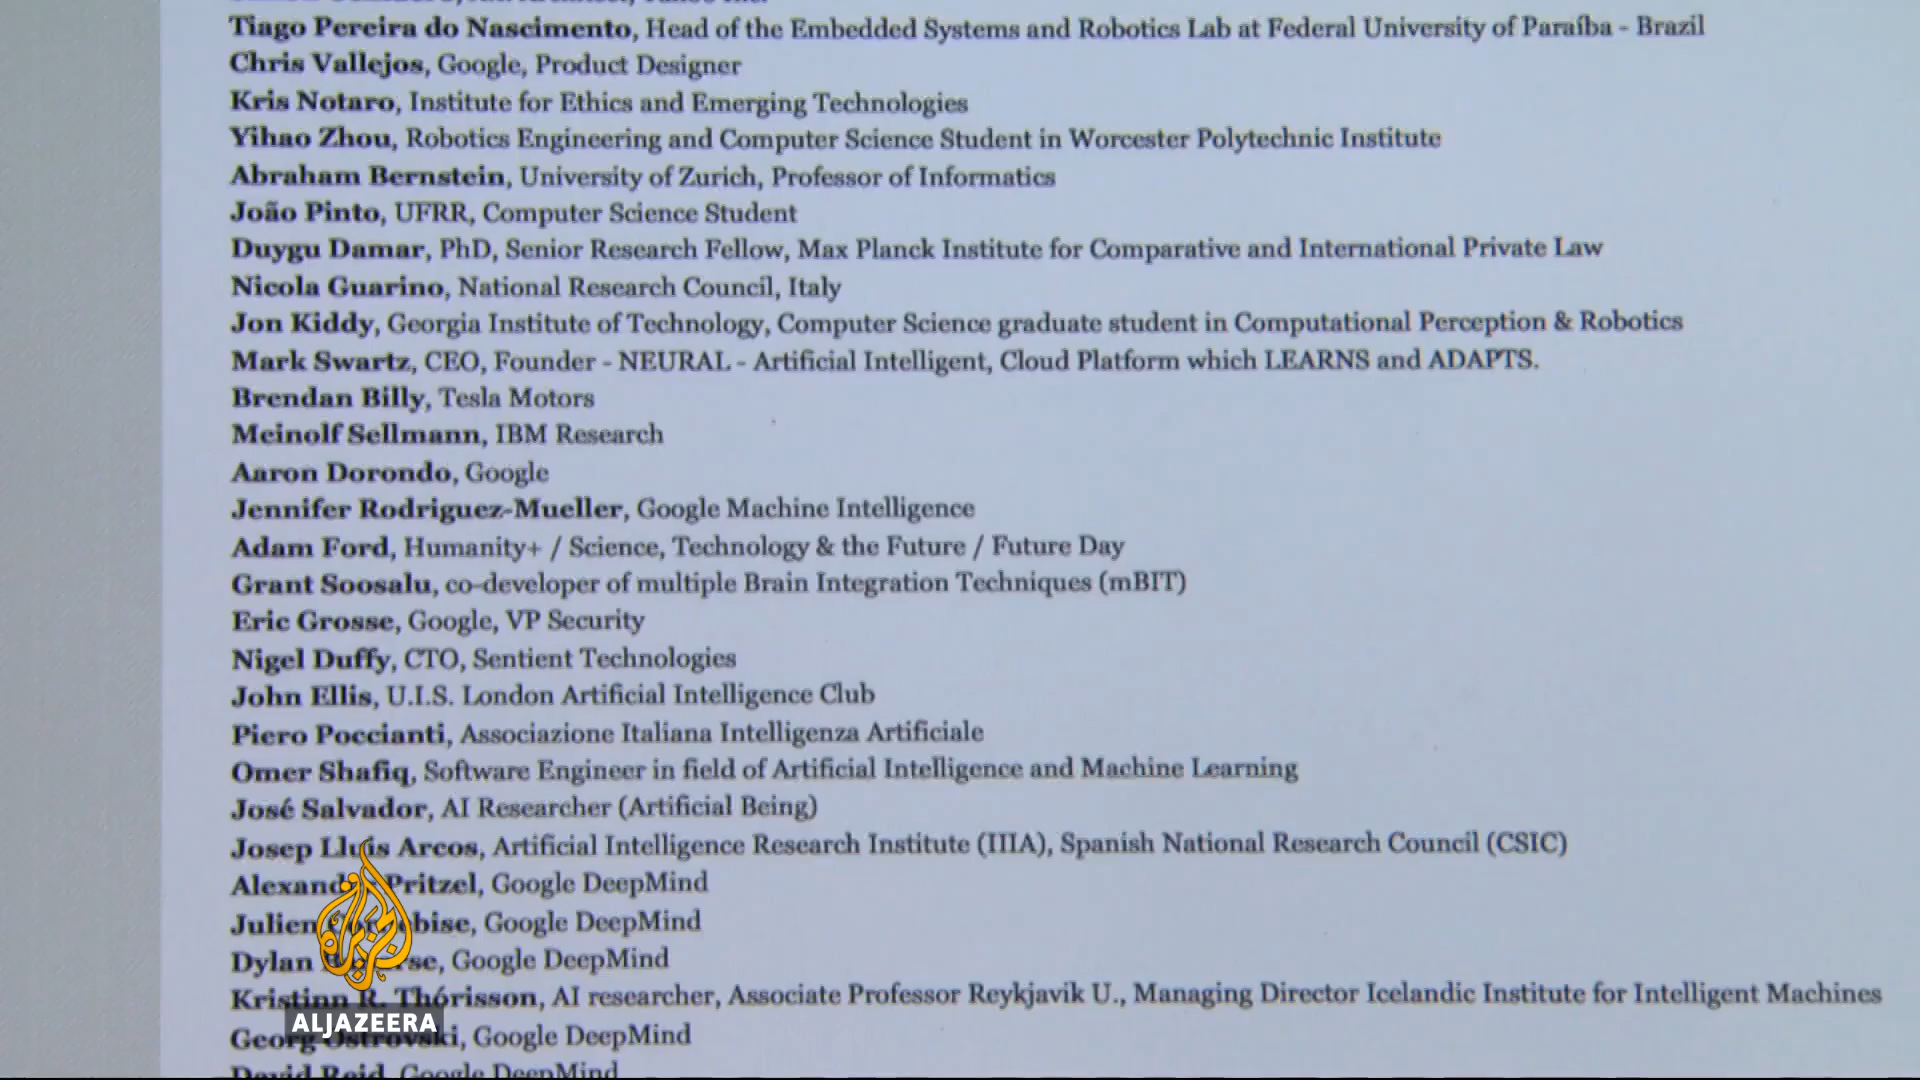 Tiago Pereira do Nascimento, Head of the Embedded Systems and Robotics Lab at Federal University of Paraíba - Brazil
Chris Vallejos, Google, Product Designer
Kris Notaro, Institute for Ethics and Emerging Technologies
Yihao Zhou, Robotics Engineering and Computer Science Student in Worcester Polytechnic Institute
Abraham Bernstein, University of Zurich, Professor of Informatics
João Pinto, UFRR, Computer Science Student
Duygu Damar, PhD, Senior Research Fellow, Max Planck Institute for Comparative and International Private Law
Nicola Guarino, National Research Council, Italy
Jon Kiddy, Georgia Institute of Technology, Computer Science graduate student in Computational Perception & Robotics
Mark Swartz, CEO, Founder - NEURAL - Artificial Intelligent, Cloud Platform which LEARNS and ADAPTS.
Brendan Billy, Tesla Motors
Meinolf Sellmann, IBM Research
Aaron Dorondo, Google
Jennifer Rodriguez-Mueller, Google Machine Intelligence
Adam Ford, Humanity+ / Science, Technology & the Future / Future Day
Grant Soosalu, co-developer of multiple Brain Integration Techniques (mBIT)
Eric Grosse, Google, VP Security
Nigel Duffy, CTO, Sentient Technologies
John Ellis, U.I.S. London Artificial Intelligence Club
Piero Poccianti, Associazione Italiana Intelligenza Artificiale
Omer Shafiq, Software Engineer in field of Artificial Intelligence and Machine Learning
José Salvador, AI Researcher (Artificial Being)
Josep Lluís Arcos, Artificial Intelligence Research Institute (IIIA), Spanish National Research Council (CSIC)
Pritzel, Google DeepMind
Julien Google DeepMind
Dylan Google DeepMind
Kristinn R. Thórisson, AI researcher, Associate Professor Reykjavik U., Managing Director Icelandic Institute for Intelligent Machines
ALJAZEERA
Georg Ostrovski, Google DeepMind
David Reid, Google DeepMind